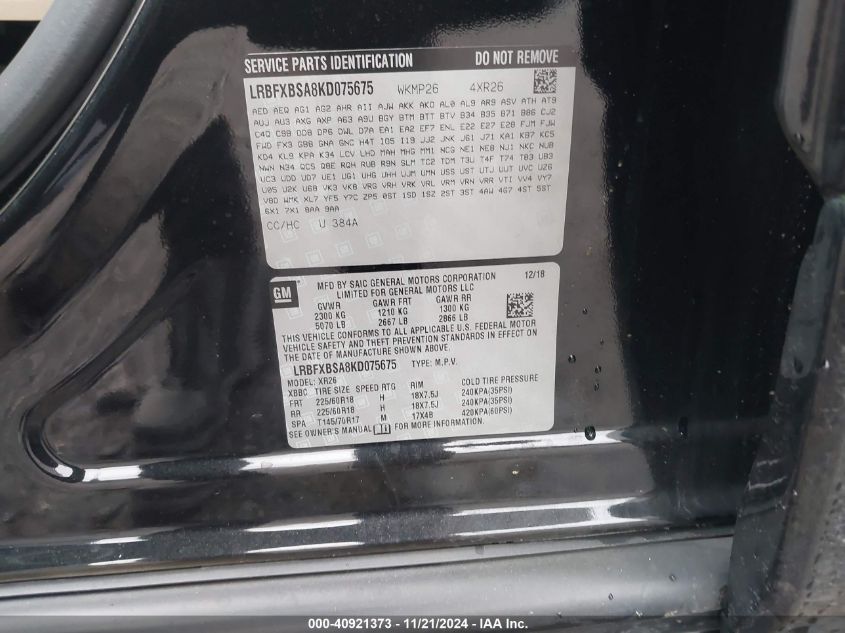 SERVICE PARTS IDENTIFICATION DO NOT REMOVE
LRBFXBSA8KD075675 WKMP26 4XR26
AED AEQ AG1 AG2 AHR AII AJW AKK AKO AL0 AL9 AR9 ASV ATH AT9
AUJ AU3 AXG AXP A63 A9U BGY BTM BTT BTV B34 B35 B71 B86 CJ2
C4Q C9B DCB DP6 DWL D7A EA1 EA2 EF7 ENL E22 E27 E28 FJM FJW
FWD FX3 G8B GNA GNC H4T IO5 I19 JJ2 JNK J61 J71 KA1 KB7 KC5
KD4 KL9 KPA K34 LCV LHD MAH MHG MM1 NCG NE1 NE8 NJ1 NKC NUB
NWN N34 QCS Q8E RQH RUB R9N SLM TC2 TDM T3U T4F T74 TB3 UB3
UC3 UDD UD7 UE1 UG1 UHG UHH UJM UMN USS UST UTJ UUT UVC UZ6
U05 U2K U68 VK3 VK8 VRG VRH VRK VRL VRM VRN VRR VTI VV4 VY7
V8D WMK XL7 YF5 Y7C ZP5 0ST 1SD 1SZ 2ST 3ST 4AW 4G7 4ST 5ST
6X1 7X1 8AA 9AA
CC/HC U 384A
GM
MFD BY SAIC GENERAL MOTORS CORPORATION 12/18
LIMITED FOR GENERAL MOTORS LLC
GVWR GAWR FRT GAWR RR
2300 KG 1210 KG 1300 KG
5070 LB 2667 LB 2866 LB
THIS VEHICLE CONFORMS TO ALL APPLICABLE U.S. FEDERAL MOTOR
VEHICLE SAFETY AND THEFT PREVENTION STANDARDS IN EFFECT ON
THE DATE OF MANUFACTURE SHOWN ABOVE.
LRBFXBSA8KD075675 TYPE: M.P.V.
MODEL: XR26
XBBC TIRE SIZE SPEED RTG RIM COLD TIRE PRESSURE
FRT 225/60R18 H 18X7.5J 240KPA(35PSI)
RR 225/60R18 H 18X7.5J 240KPA(35PSI)
SPA T145/70R17 M 17X4B 420KPA(60PSI)
SEE OWNER'S MANUAL FOR MORE INFORMATION.
000-40921373 - 11/21/2024 - IAA Inc.